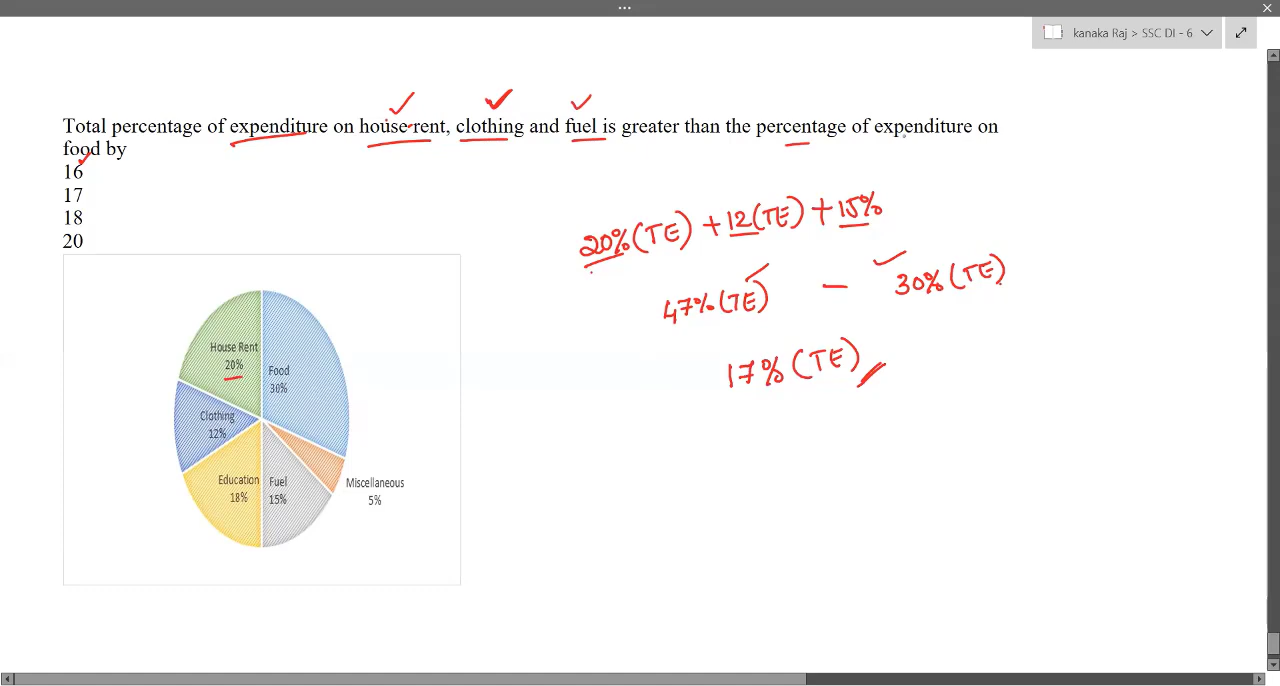 kanaka Raj > SSC DI - 6
Total percentage of expenditure on house rent, clothing and fuel is greater than the percentage of expenditure on
food by
16
17
18
20
20% (TE) + 12 (TE) + 15%
47% (TE) - 30% (TE)
17% (TE)
House Rent
20%
Food
30%
Clothing
12%
Education
18%
Fuel
15%
Miscellaneous
5%